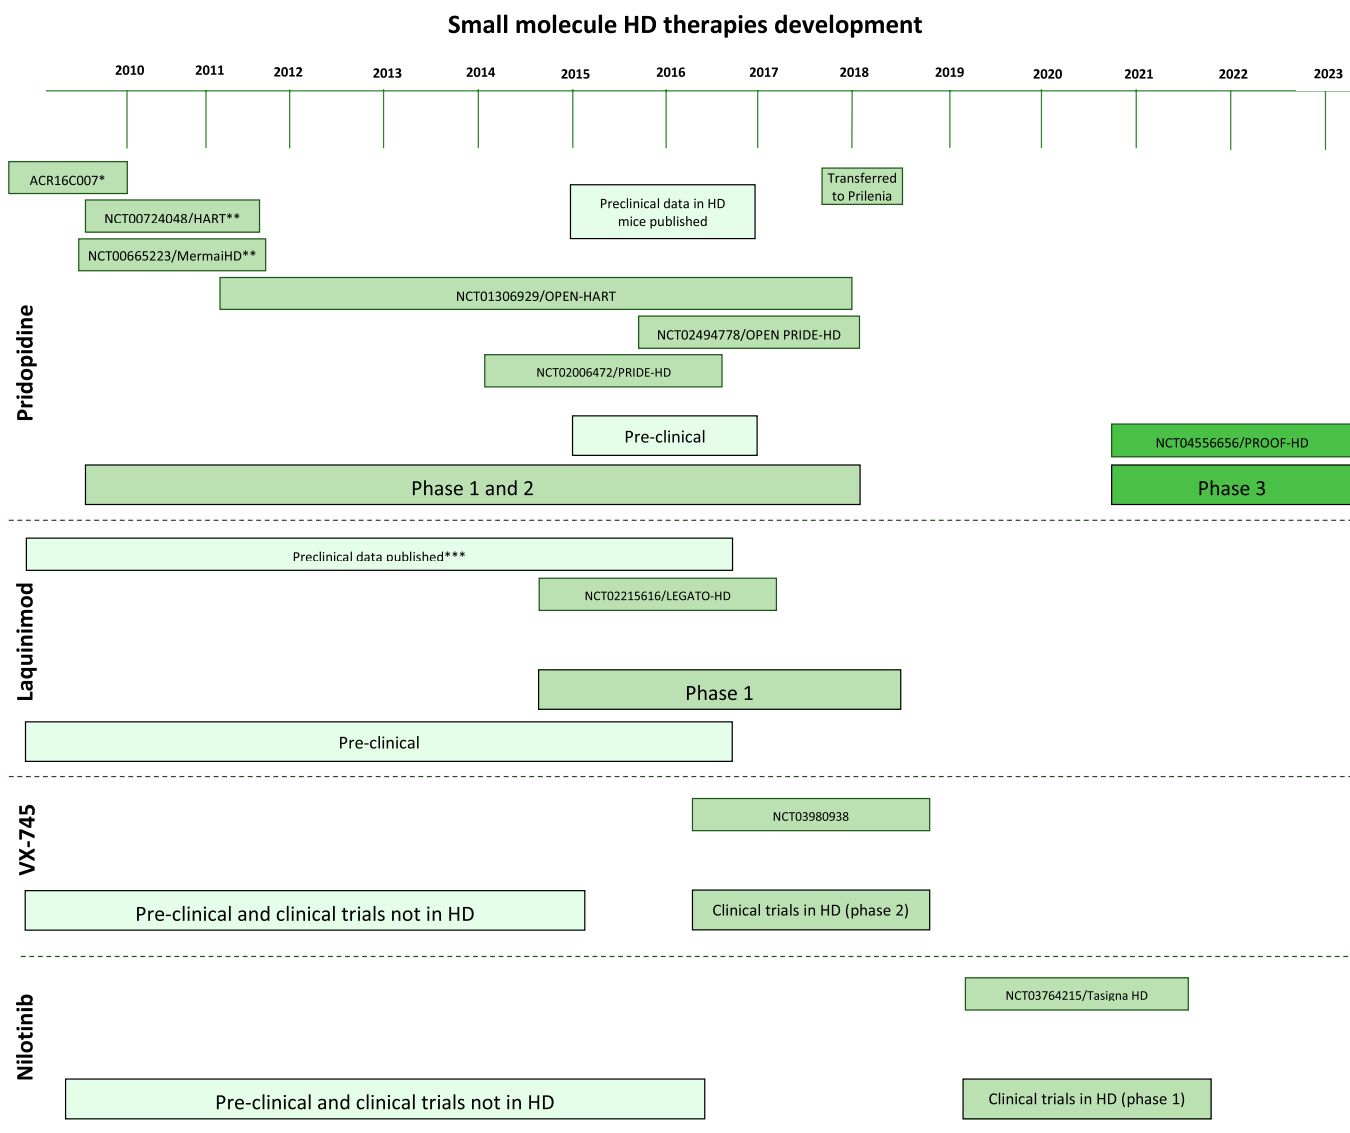 Small molecule HD therapies development
2010 2011 2012 2013 2014 2015 2016 2017 2018 2019 2020 2021 2022 2023
Pridopidine
ACR16C007*
Transferred
to Prilenia
Preclinical data in HD
mice published
NCT00724048/HART**
NCT00665223/MermaiHD**
NCT01306929/OPEN-HART
NCT02494778/OPEN PRIDE-HD
NCT02006472/PRIDE-HD
Pre-clinical
NCT04556656/PROOF-HD
Phase 1 and 2
Phase 3
Laquinimod
Preclinical data published***
NCT02215616/LEGATO-HD
Phase 1
Pre-clinical
VX-745
NCT03980938
Pre-clinical and clinical trials not in HD
Clinical trials in HD (phase 2)
Nilotinib
NCT03764215/Tasigna HD
Pre-clinical and clinical trials not in HD
Clinical trials in HD (phase 1)